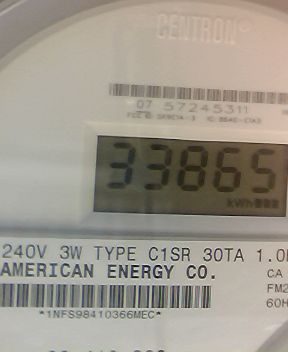 CENTRON®
07 57245311
33865
kWh
240V 3W TYPE C1SR 30TA 1.0
AMERICAN ENERGY CO.
CA
FM2
60H
*1NFS98410366MEC*